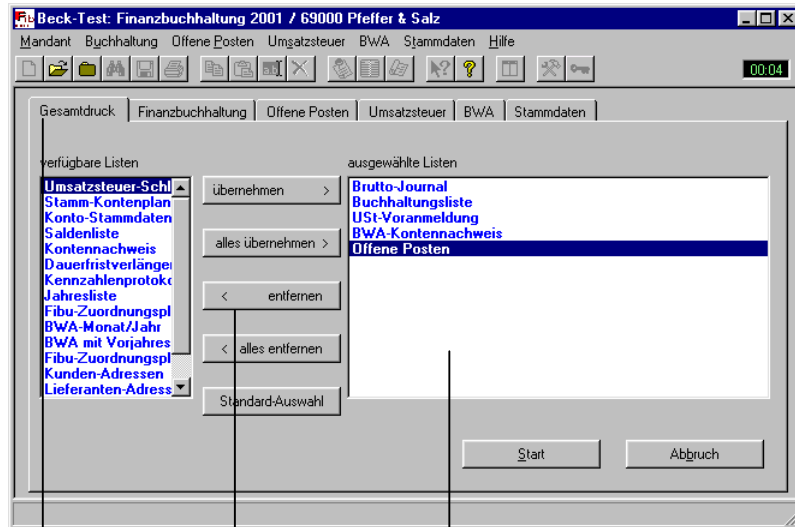 Beck-Test: Finanzbuchhaltung 2001 / 69000 Pfeffer & Salz
Mandant Buchhaltung Offene Posten Umsatzsteuer BWA Stammdaten Hilfe
00:04
Gesamtdruck Finanzbuchhaltung Offene Posten Umsatzsteuer BWA Stammdaten
verfügbare Listen
Umsatzsteuer-Schl
Stamm-Kontenplan
Konto-Stammdaten
Saldenliste
Kontennachweis
Dauerfristverlänger
Kennzahlenprotoko
Jahresliste
Fibu-Zuordnungspl
BWA-Monat/Jahr
BWA mit Vorjahres
Fibu-Zuordnungspl
Kunden-Adressen
Lieferanten-Adress
übernehmen >
alles übernehmen >
< entfernen
< alles entfernen
Standard-Auswahl
ausgewählte Listen
Brutto-Journal
Buchhaltungsliste
USt-Voranmeldung
BWA-Kontennachweis
Offene Posten
Start Abbruch